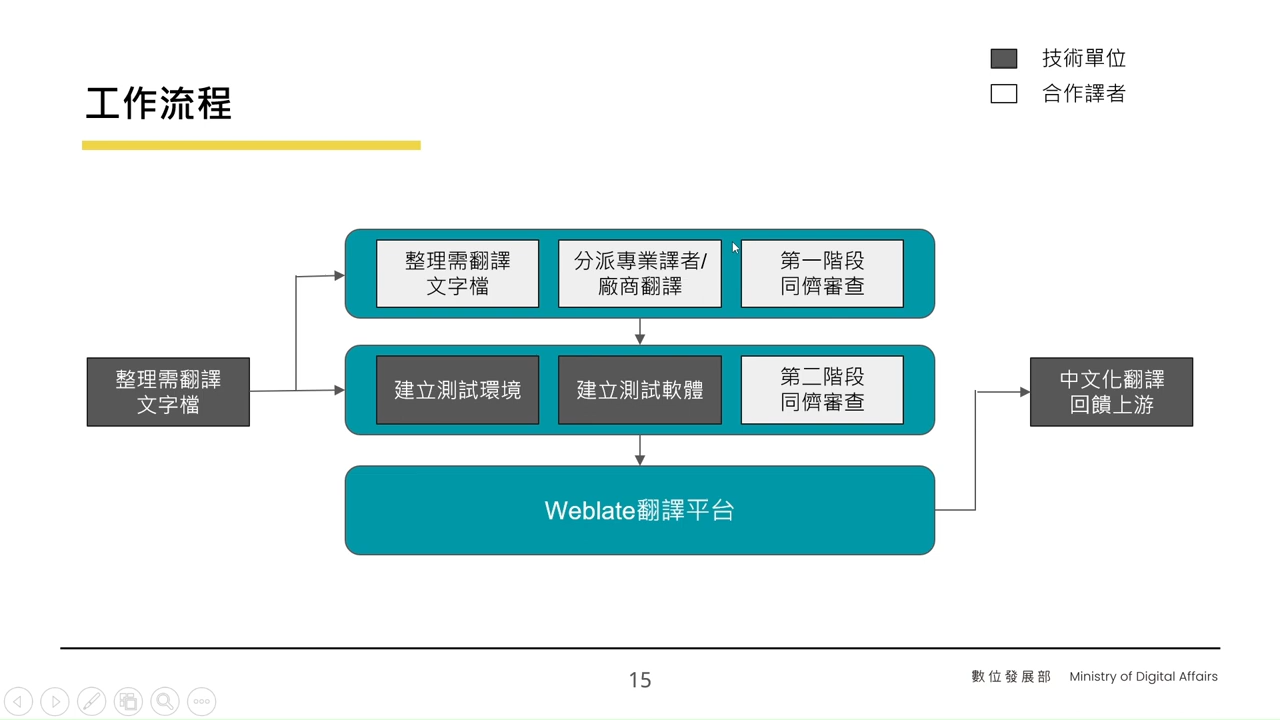 技術單位
合作譯者
工作流程
整理需翻譯
文字檔
分派專業譯者/
廠商翻譯
第一階段
同儕審查
整理需翻譯
文字檔
建立測試環境
建立測試軟體
第二階段
同儕審查
中文化翻譯
回饋上游
Weblate翻譯平台
15
數位發展部 Ministry of Digital Affairs